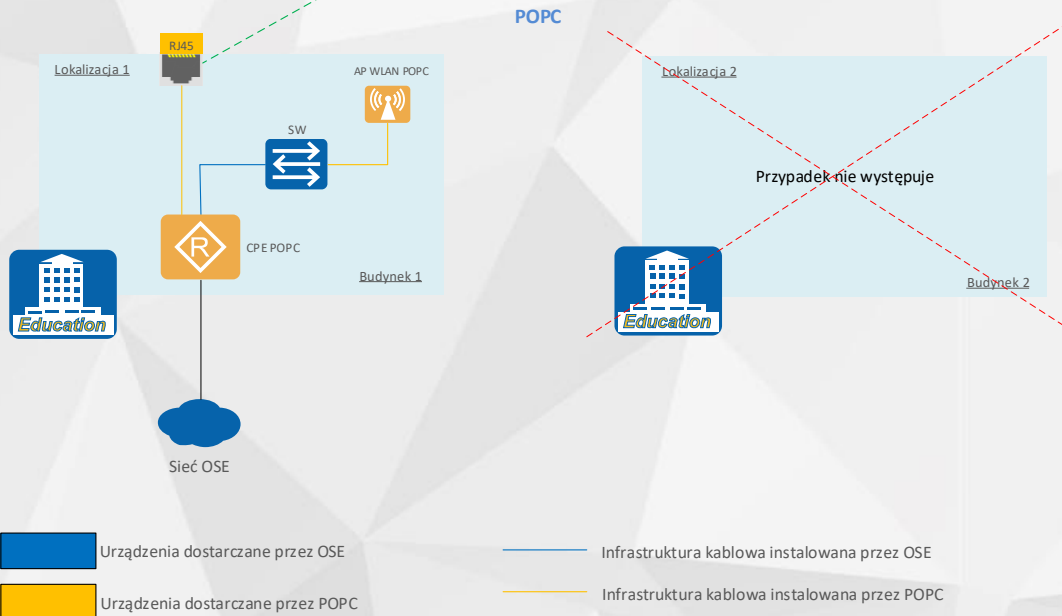 POPC
RJ45
Lokalizacja 1
AP WLAN POPC
SW
R
CPE POPC
Budynek 1
Education
Sieć OSE
Lokalizacja 2
Przypadek nie występuje
Budynek 2
Education
Urządzenia dostarczane przez OSE
Infrastruktura kablowa instalowana przez OSE
Urządzenia dostarczane przez POPC
Infrastruktura kablowa instalowana przez POPC